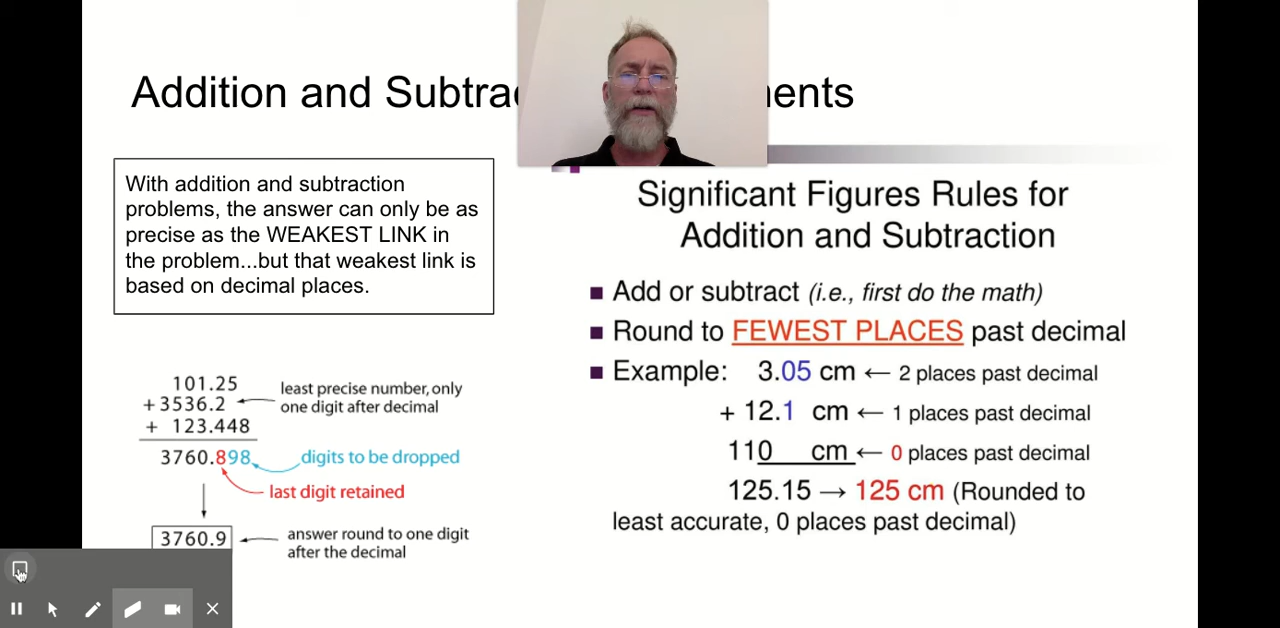 Addition and Subtrac ents
With addition and subtraction
problems, the answer can only be as
precise as the WEAKEST LINK in
the problem...but that weakest link is
based on decimal places.
101.25
+3536.2
+ 123.448
3760.898
3760.9
least precise number, only
one digit after decimal
digits to be dropped
last digit retained
answer round to one digit
after the decimal
Significant Figures Rules for
Addition and Subtraction
Add or subtract (i.e., first do the math)
Round to FEWEST PLACES past decimal
Example: 3.05 cm ← 2 places past decimal
+ 12.1 cm ← 1 places past decimal
110 cm ← 0 places past decimal
125.15 → 125 cm (Rounded to
least accurate, 0 places past decimal)